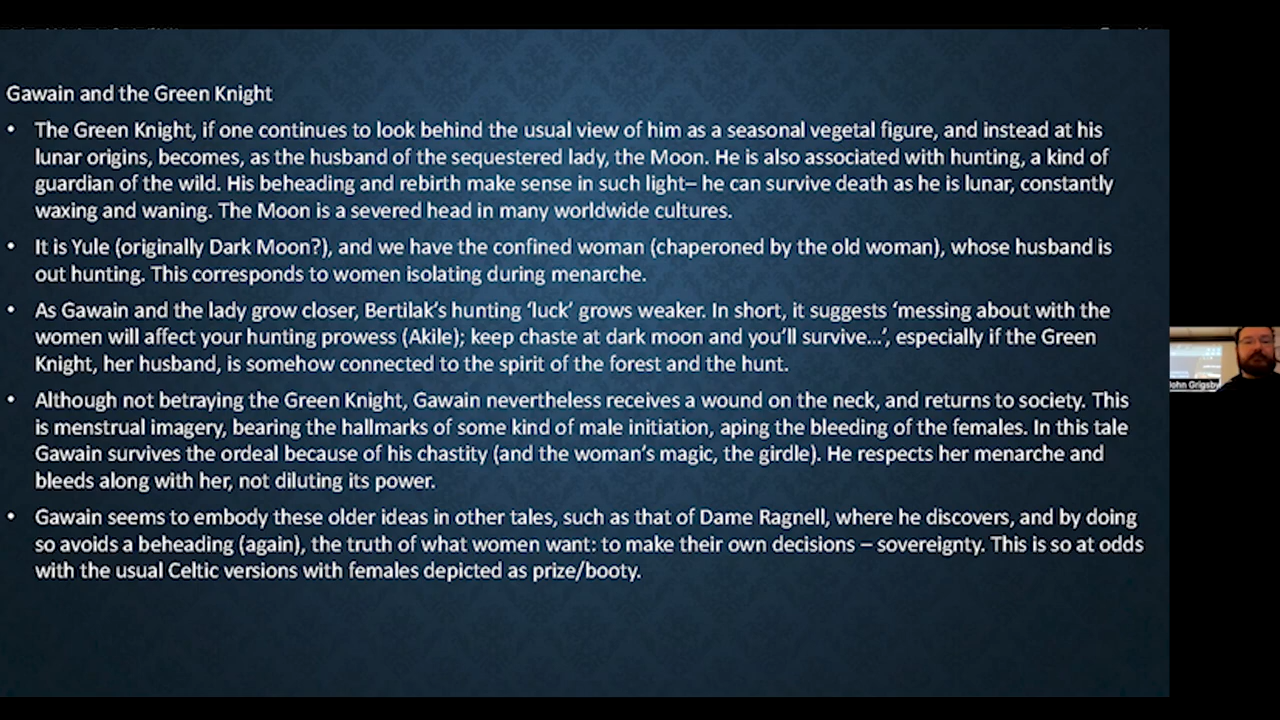 Gawain and the Green Knight
• The Green Knight, if one continues to look behind the usual view of him as a seasonal vegetal figure, and instead at his
lunar origins, becomes, as the husband of the sequestered lady, the Moon. He is also associated with hunting, a kind of
guardian of the wild. His beheading and rebirth make sense in such light– he can survive death as he is lunar, constantly
waxing and waning. The Moon is a severed head in many worldwide cultures.
• It is Yule (originally Dark Moon?), and we have the confined woman (chaperoned by the old woman), whose husband is
out hunting. This corresponds to women isolating during menarche.
• As Gawain and the lady grow closer, Bertilak’s hunting ‘luck’ grows weaker. In short, it suggests ‘messing about with the
women will affect your hunting prowess (Akile); keep chaste at dark moon and you’ll survive…’, especially if the Green
Knight, her husband, is somehow connected to the spirit of the forest and the hunt.
• Although not betraying the Green Knight, Gawain nevertheless receives a wound on the neck, and returns to society. This
is menstrual imagery, bearing the hallmarks of some kind of male initiation, aping the bleeding of the females. In this tale
Gawain survives the ordeal because of his chastity (and the woman’s magic, the girdle). He respects her menarche and
bleeds along with her, not diluting its power.
• Gawain seems to embody these older ideas in other tales, such as that of Dame Ragnell, where he discovers, and by doing
so avoids a beheading (again), the truth of what women want: to make their own decisions – sovereignty. This is so at odds
with the usual Celtic versions with females depicted as prize/booty.
John Grigsby